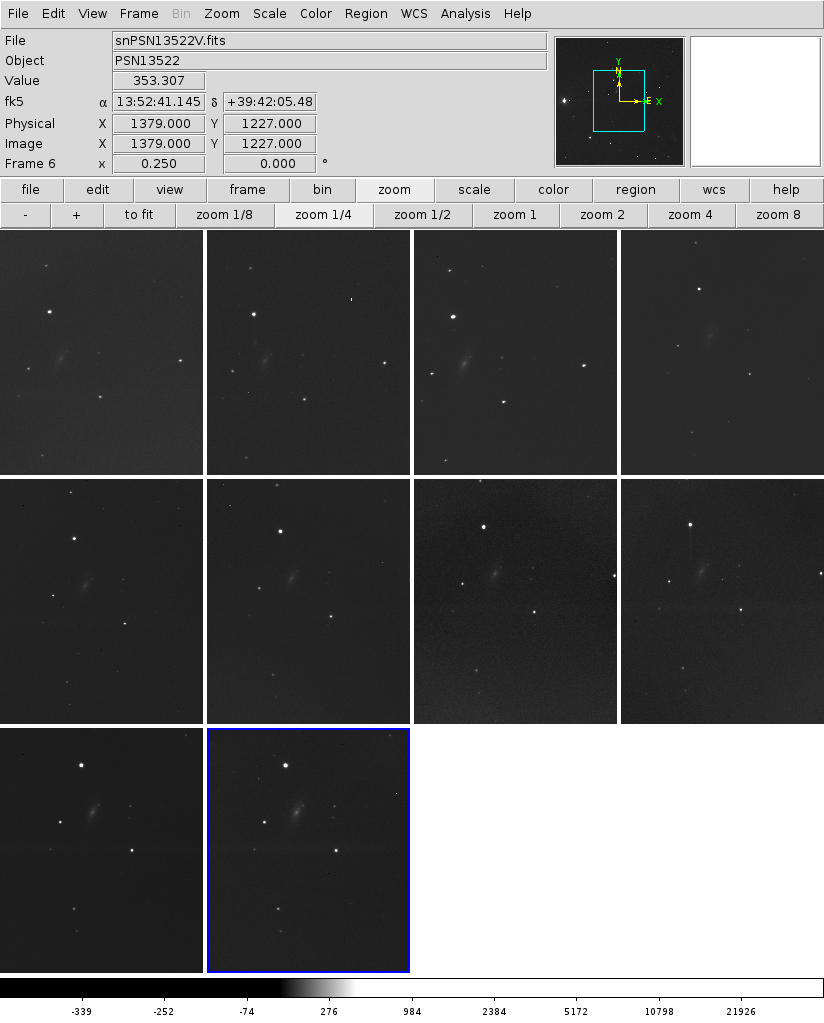 File Edit View Frame Bin Zoom Scale Color Region WCS Analysis Help
File snPSN13522V.fits
Object PSN13522
Value 353.307
fk5 α 13:52:41.145 δ +39:42:05.48
Physical X 1379.000 Y 1227.000
Image X 1379.000 Y 1227.000
Frame 6 x 0.250 0.000 °
Y
N
E X
file edit view frame bin zoom scale color region wcs help
- + to fit zoom 1/8 zoom 1/4 zoom 1/2 zoom 1 zoom 2 zoom 4 zoom 8
-339 -252 -74 276 984 2384 5172 10798 21926